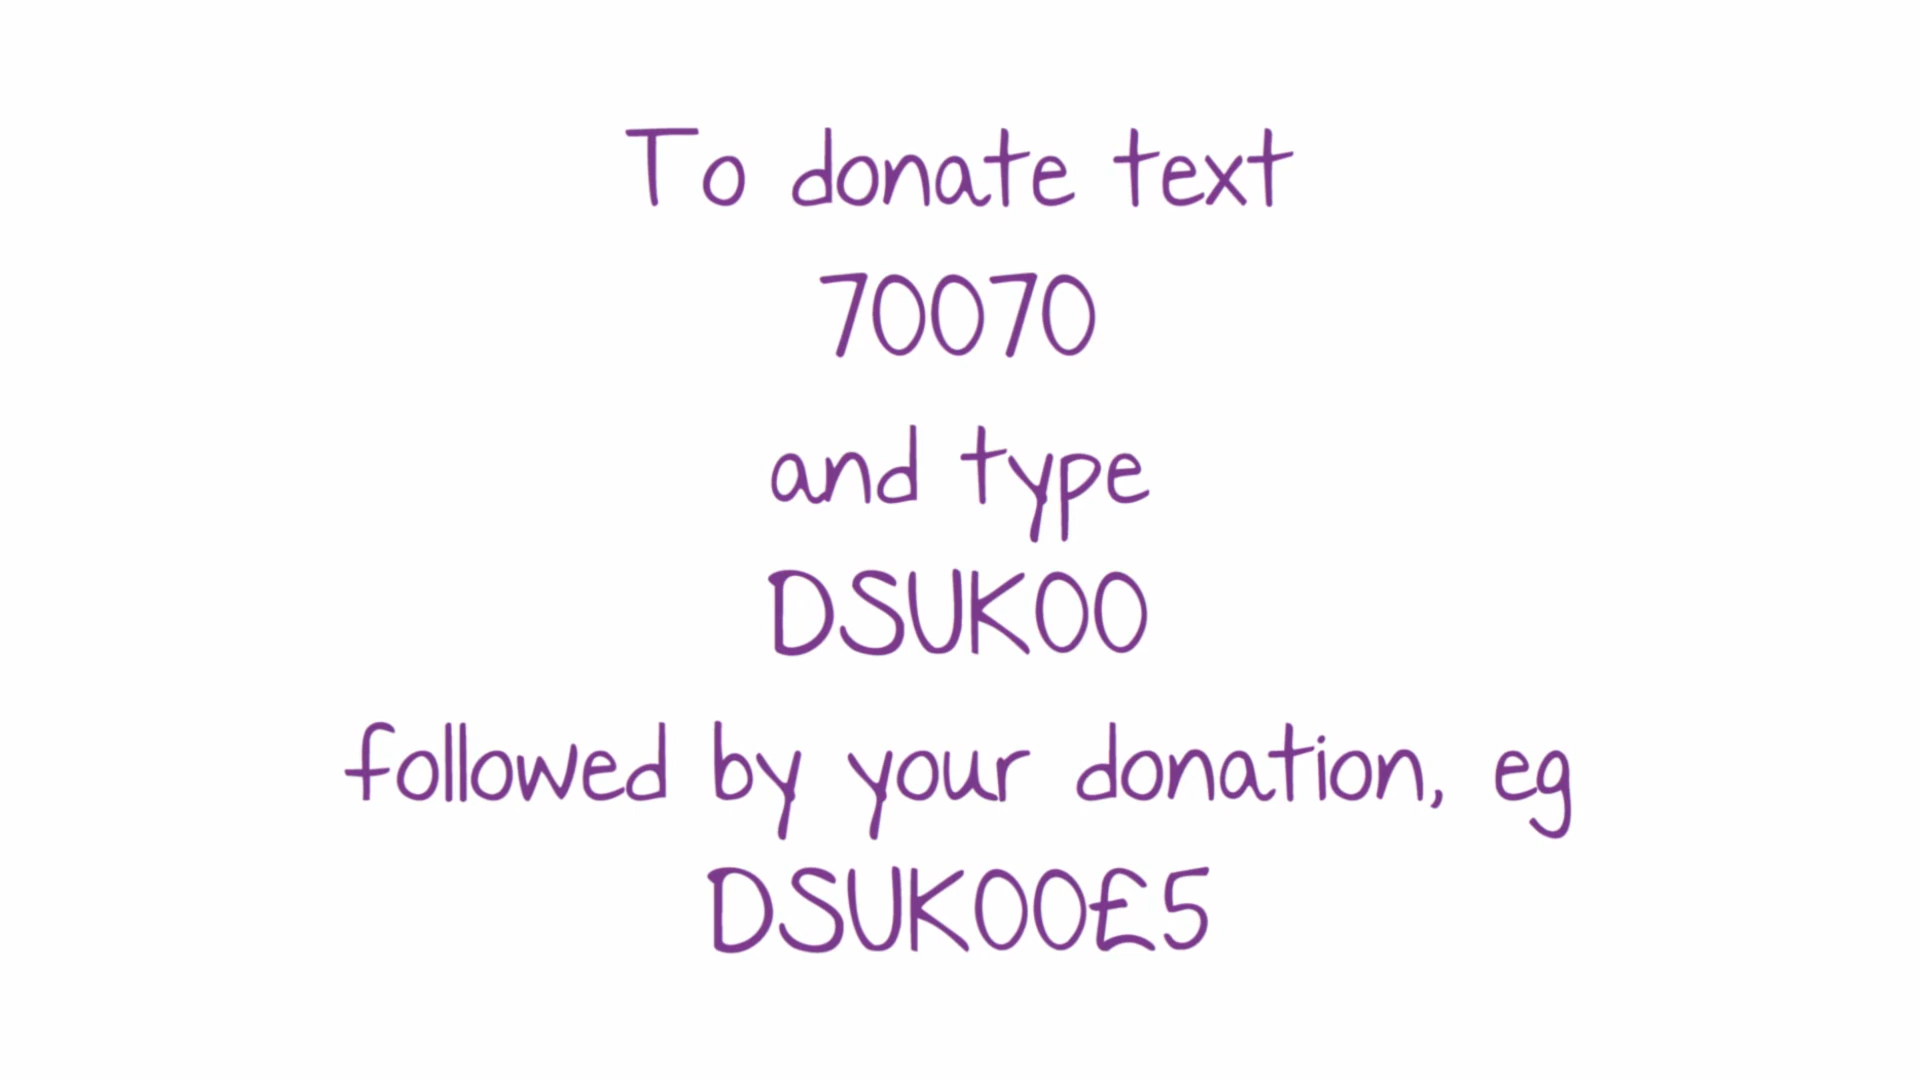 To donate text
70070
and type
DSUK00
followed by your donation, eg
DSUK00£5